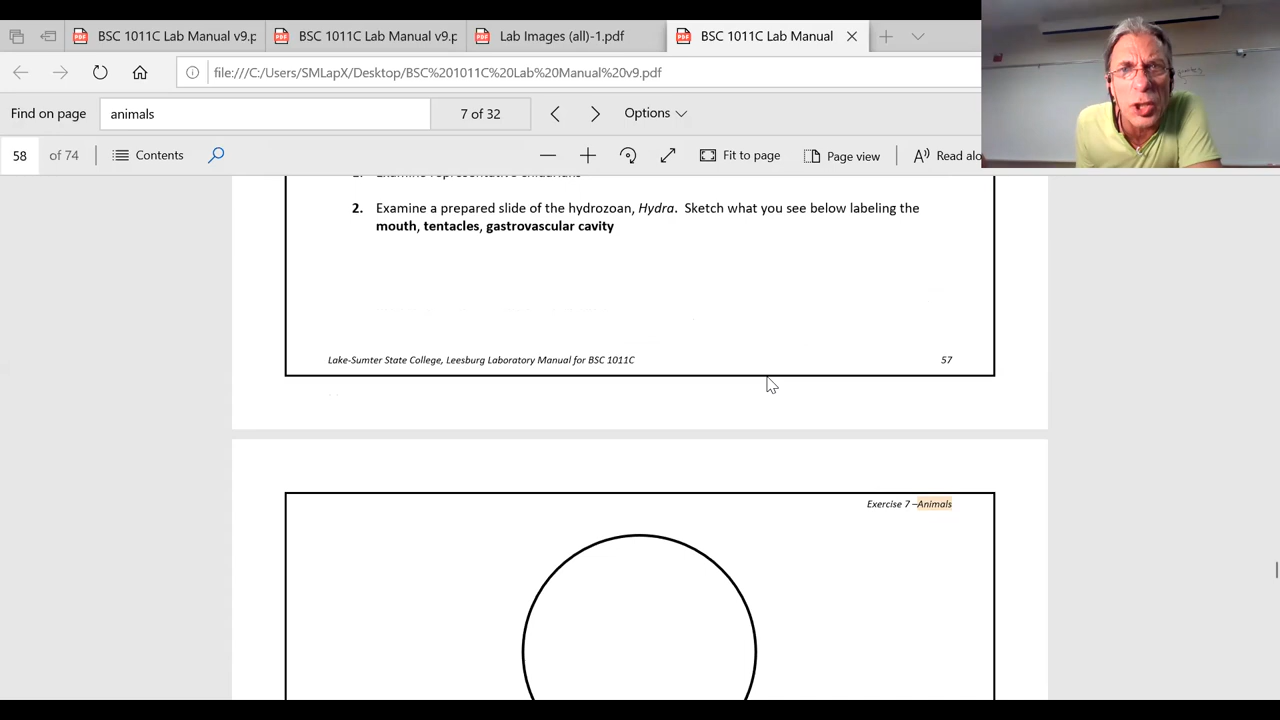 BSC 1011C Lab Manual v9.p
BSC 1011C Lab Manual v9.p
Lab Images (all)-1.pdf
BSC 1011C Lab Manual
file:///C:/Users/SMLapX/Desktop/BSC%201011C%20Lab%20Manual%20v9.pdf
Find on page
animals
7 of 32
Options
58 of 74
Contents
Fit to page
Page view
Read alo
1. Examine representative cnidarians
2. Examine a prepared slide of the hydrozoan, Hydra. Sketch what you see below labeling the
mouth, tentacles, gastrovascular cavity
Lake-Sumter State College, Leesburg Laboratory Manual for BSC 1011C
57
Exercise 7 –Animals